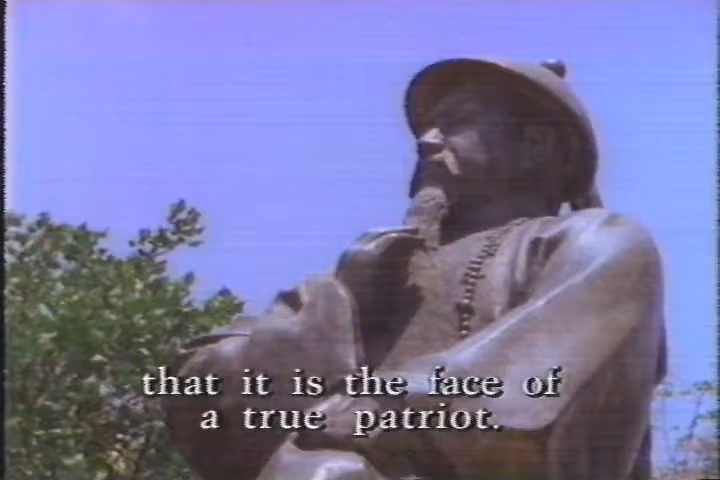 that it is the face of
a true patriot.